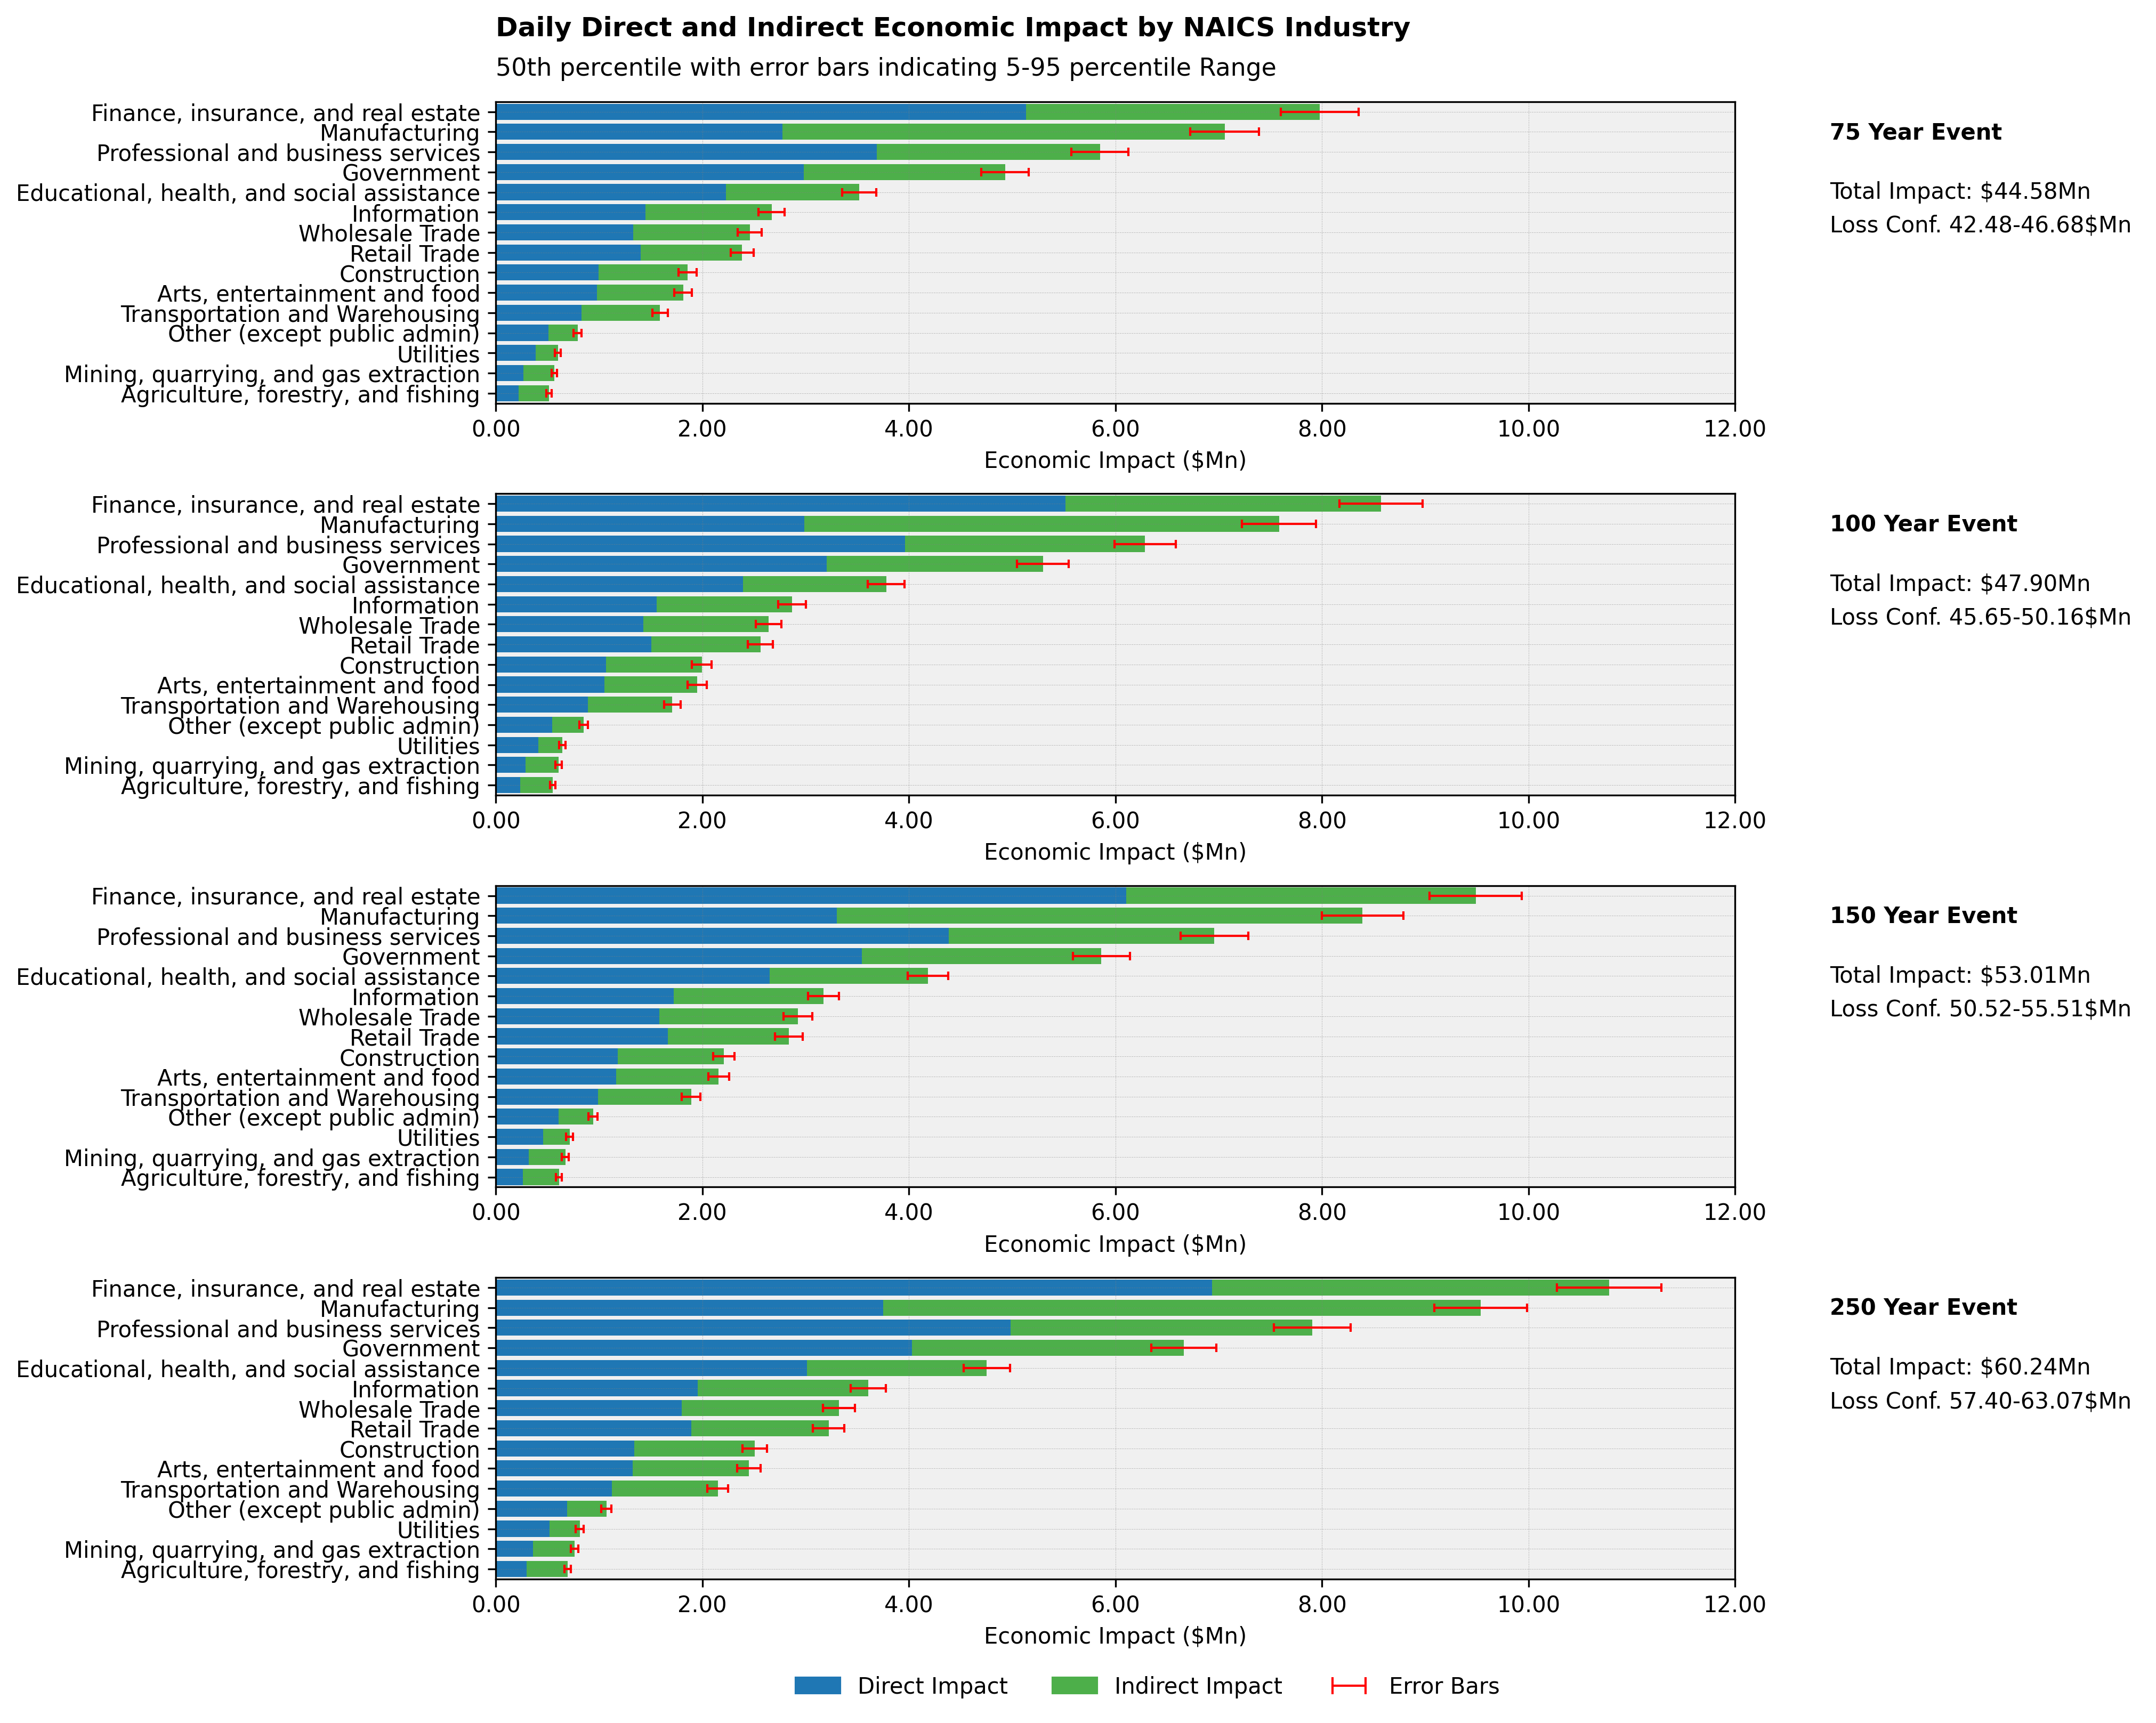 Daily Direct and Indirect Economic Impact by NAICS Industry
50th percentile with error bars indicating 5-95 percentile Range
Finance, insurance, and real estate
Manufacturing
Professional and business services
Government
Educational, health, and social assistance
Information
Wholesale Trade
Retail Trade
Construction
Arts, entertainment and food
Transportation and Warehousing
Other (except public admin)
Utilities
Mining, quarrying, and gas extraction
Agriculture, forestry, and fishing
0.00 2.00 4.00 6.00 8.00 10.00 12.00
Economic Impact ($Mn)
75 Year Event
Total Impact: $44.58Mn
Loss Conf. 42.48-46.68$Mn
Finance, insurance, and real estate
Manufacturing
Professional and business services
Government
Educational, health, and social assistance
Information
Wholesale Trade
Retail Trade
Construction
Arts, entertainment and food
Transportation and Warehousing
Other (except public admin)
Utilities
Mining, quarrying, and gas extraction
Agriculture, forestry, and fishing
0.00 2.00 4.00 6.00 8.00 10.00 12.00
Economic Impact ($Mn)
100 Year Event
Total Impact: $47.90Mn
Loss Conf. 45.65-50.16$Mn
Finance, insurance, and real estate
Manufacturing
Professional and business services
Government
Educational, health, and social assistance
Information
Wholesale Trade
Retail Trade
Construction
Arts, entertainment and food
Transportation and Warehousing
Other (except public admin)
Utilities
Mining, quarrying, and gas extraction
Agriculture, forestry, and fishing
0.00 2.00 4.00 6.00 8.00 10.00 12.00
Economic Impact ($Mn)
150 Year Event
Total Impact: $53.01Mn
Loss Conf. 50.52-55.51$Mn
Finance, insurance, and real estate
Manufacturing
Professional and business services
Government
Educational, health, and social assistance
Information
Wholesale Trade
Retail Trade
Construction
Arts, entertainment and food
Transportation and Warehousing
Other (except public admin)
Utilities
Mining, quarrying, and gas extraction
Agriculture, forestry, and fishing
0.00 2.00 4.00 6.00 8.00 10.00 12.00
Economic Impact ($Mn)
250 Year Event
Total Impact: $60.24Mn
Loss Conf. 57.40-63.07$Mn
Direct Impact Indirect Impact Error Bars